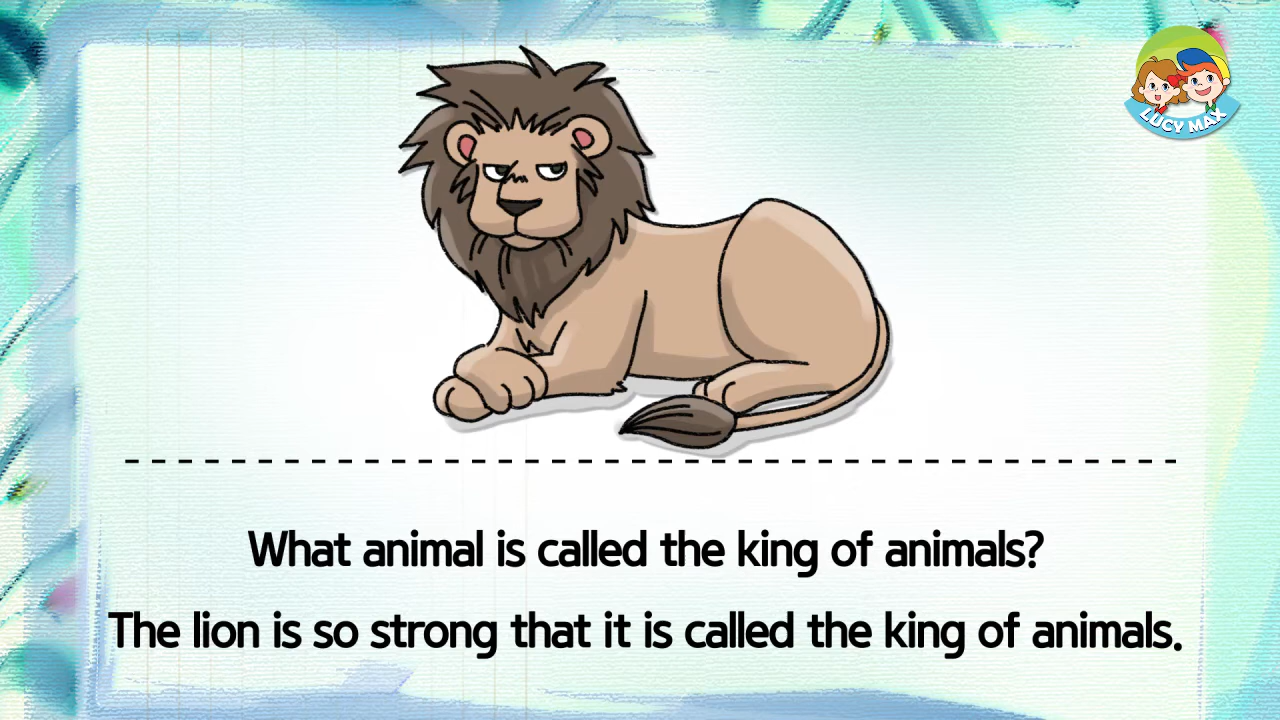 LUCY MAX
What animal is called the king of animals?
The lion is so strong that it is called the king of animals.